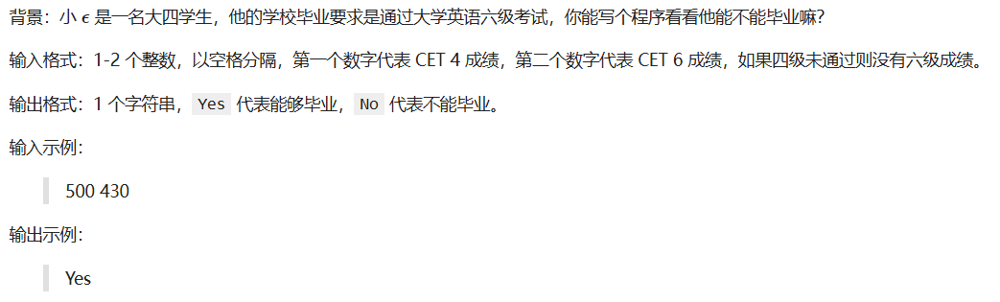 背景：小 ϵ 是一名大四学生，他的学校毕业要求是通过大学英语六级考试，你能写个程序看看他能不能毕业嘛？
输入格式：1-2 个整数，以空格分隔，第一个数字代表 CET 4 成绩，第二个数字代表 CET 6 成绩，如果四级未通过则没有六级成绩。
输出格式：1 个字符串，Yes 代表能够毕业，No 代表不能毕业。
输入示例：
500 430
输出示例：
Yes